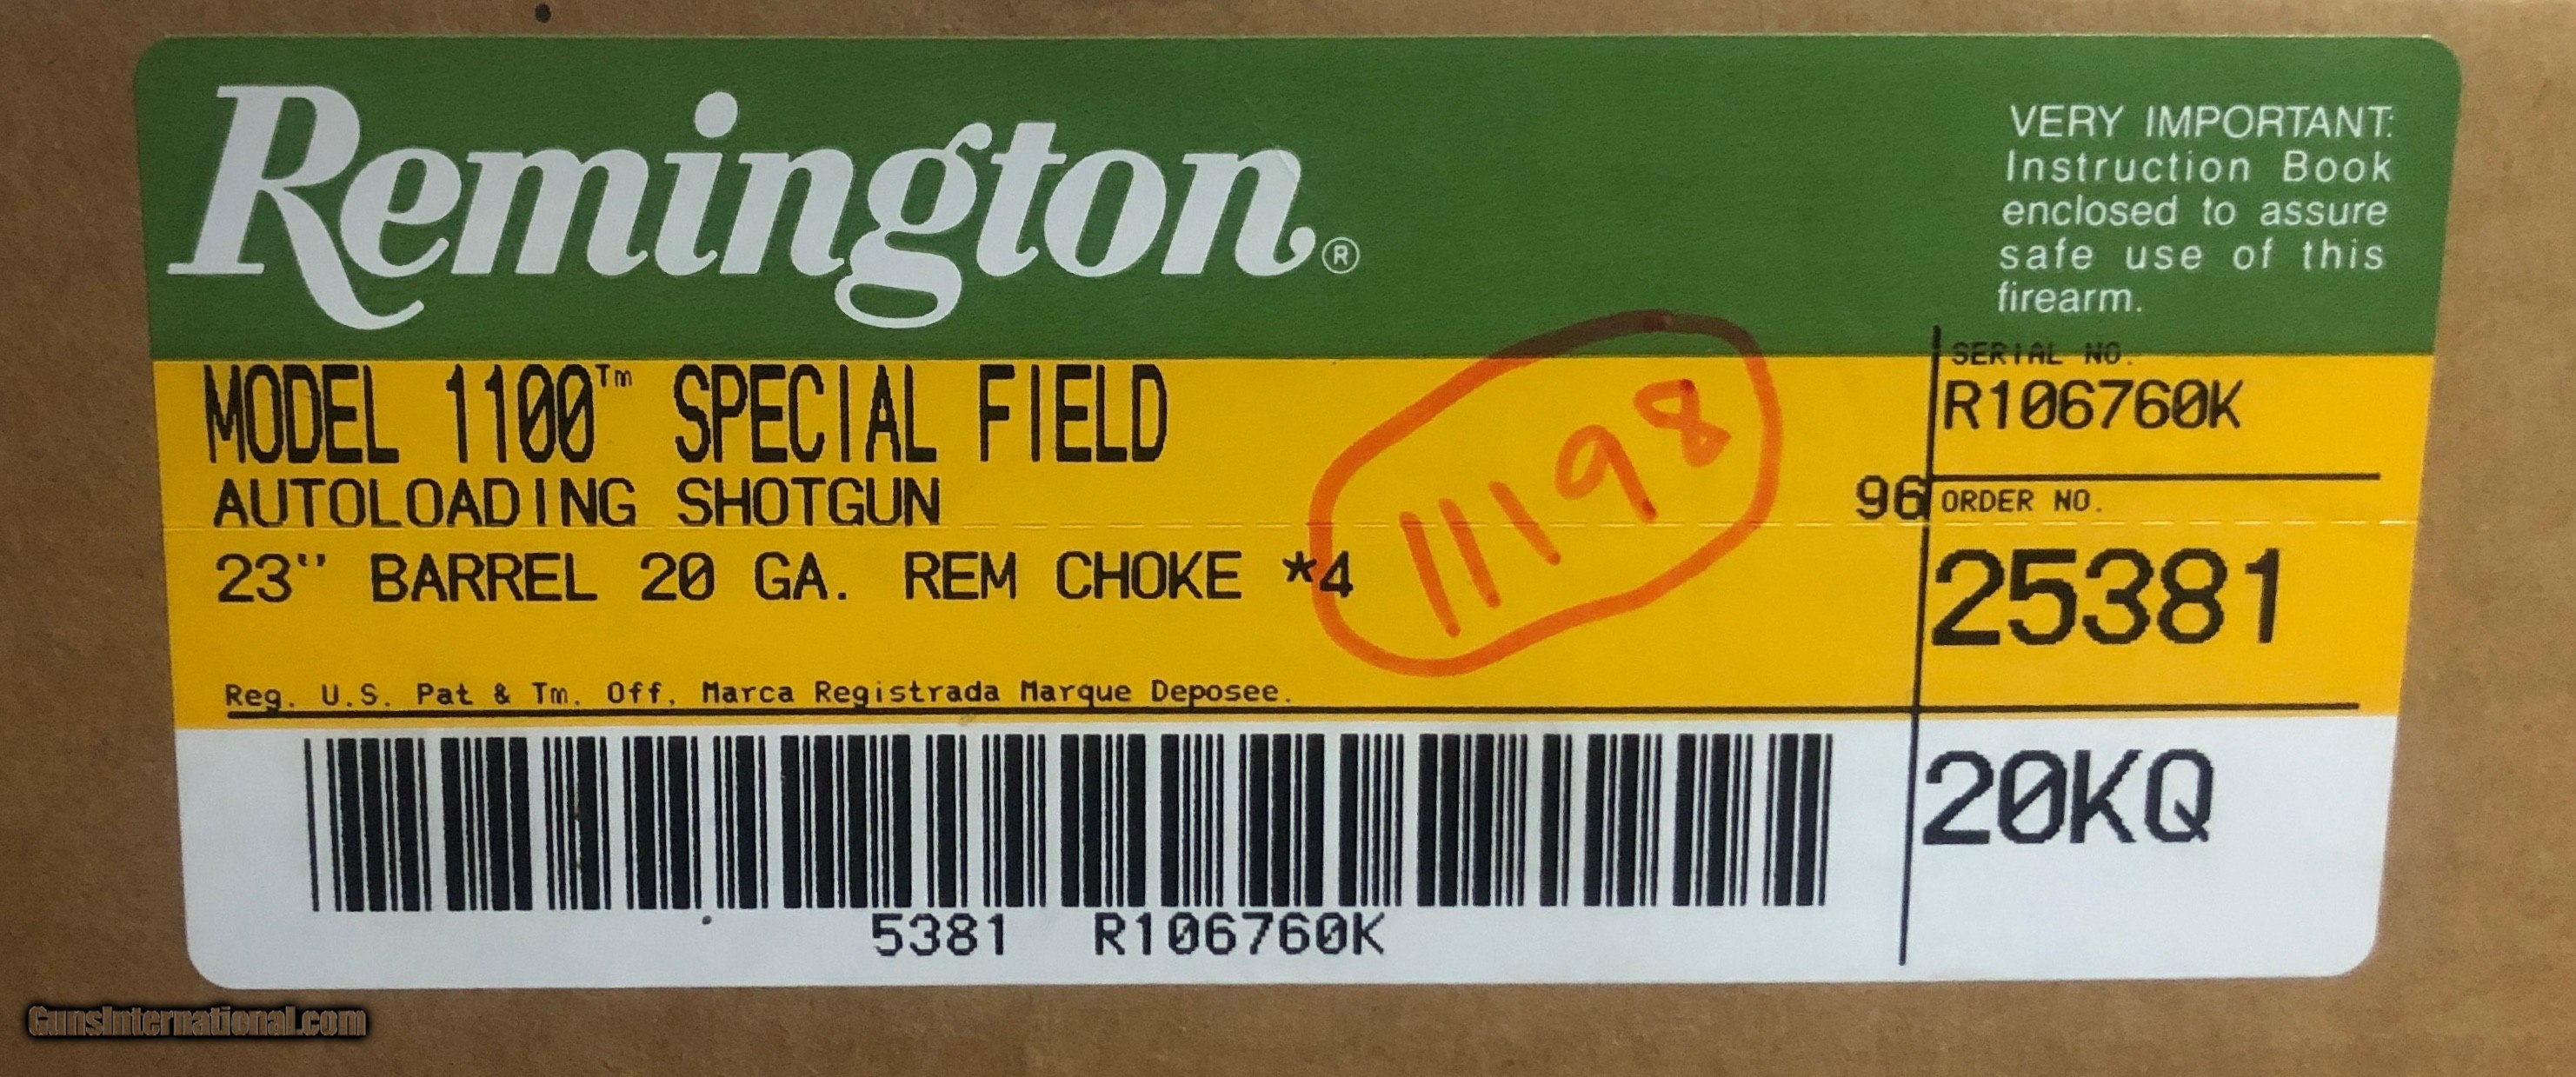 Remington®
VERY IMPORTANT:
Instruction Book
enclosed to assure
safe use of this
firearm.
MODEL 1100™ SPECIAL FIELD
AUTOLOADING SHOTGUN
23" BARREL 20 GA. REM CHOKE *4
11198
SERIAL NO.
R106760K
96
ORDER NO.
25381
Reg. U.S. Pat & Tm. Off, Marca Registrada Marque Deposee.
20KQ
5381 R106760K
GunsInternational.com